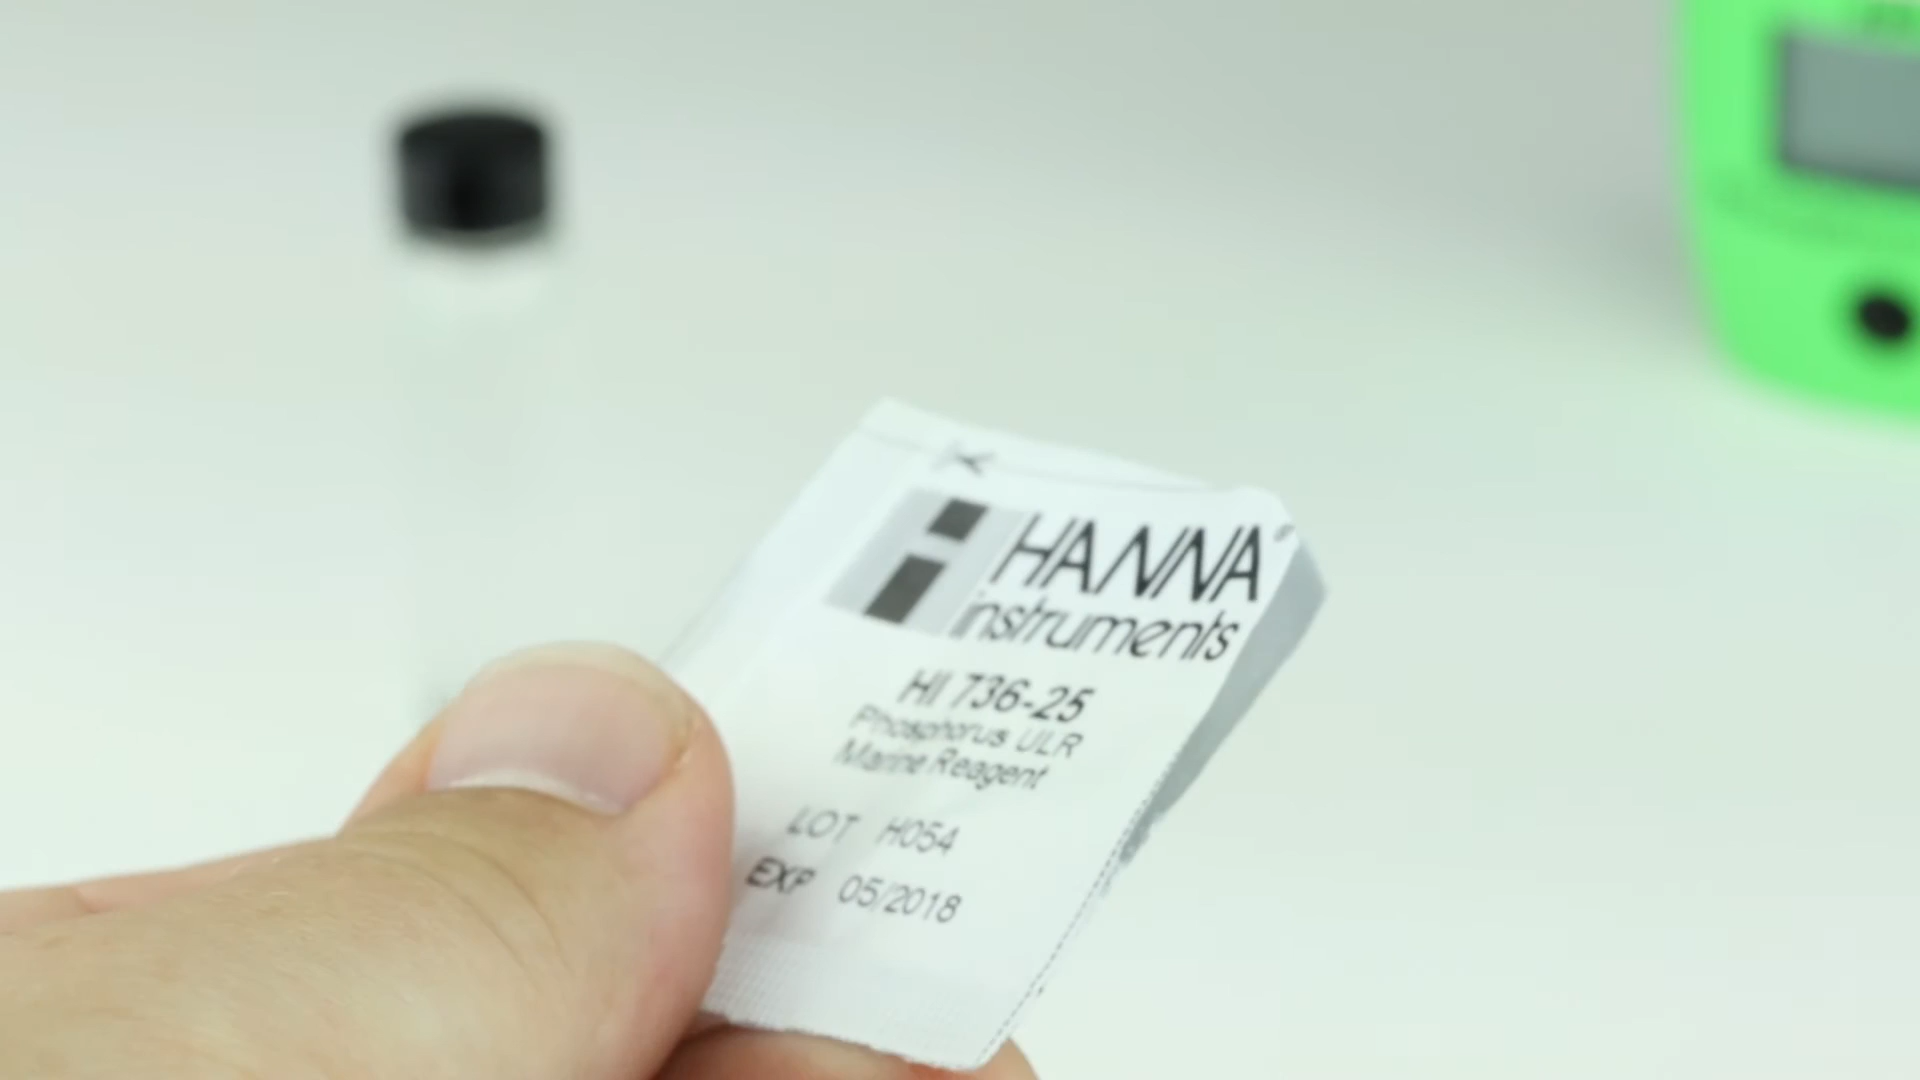 HANNA
instruments
HI 736-25
Phosphorus ULR
Marine Reagent
LOT H054
EXP 05/2018